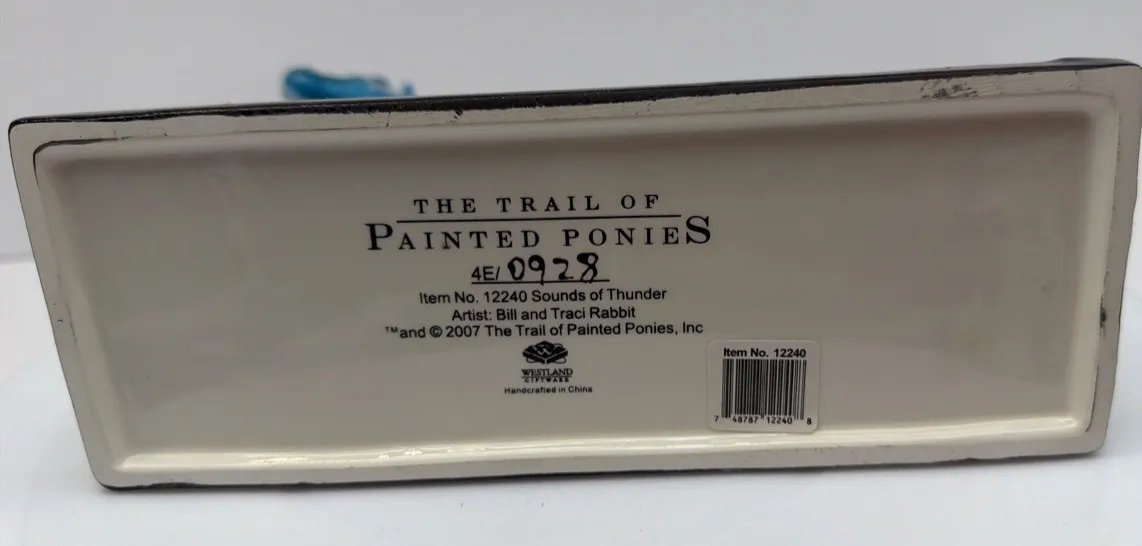 THE TRAIL OF
PAINTED PONIES
4E/0928
Item No. 12240 Sounds of Thunder
Artist: Bill and Traci Rabbit
™and © 2007 The Trail of Painted Ponies, Inc
WESTLAND
GIFTWARE
Handcrafted in China
Item No. 12240
7 48787 12240 8